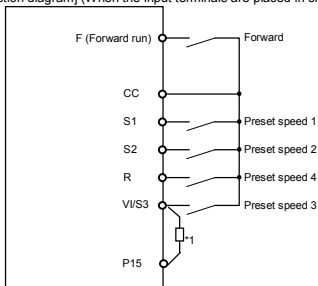 ction diagram] (When the input terminals are placed in si
F (Forward run) Forward
CC
S1 Preset speed 1
S2 Preset speed 2
R Preset speed 4
VI/S3 Preset speed 3
*1
P15